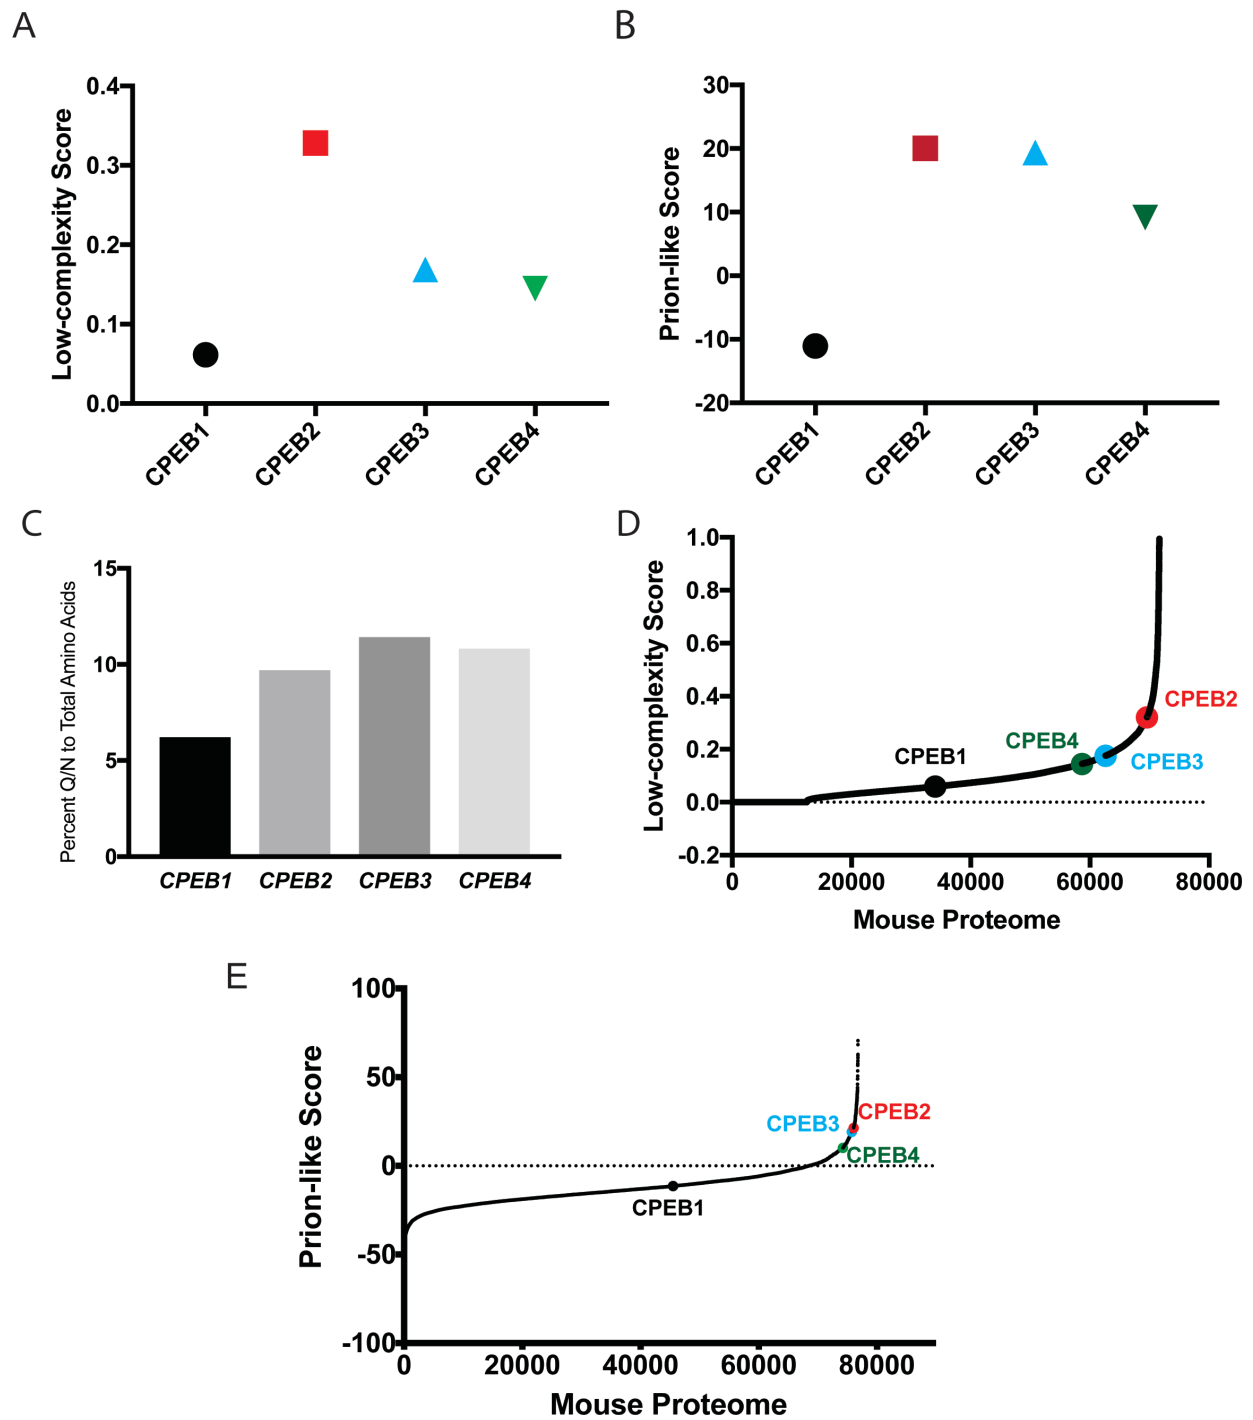 A
Low-complexity Score
0.4
0.3
0.2
0.1
0.0
CPEB1
CPEB2
CPEB3
CPEB4
B
Prion-like Score
30
20
10
0
-10
-20
CPEB1
CPEB2
CPEB3
CPEB4
C
Percent Q/N to Total Amino Acids
15
10
5
0
CPEB1
CPEB2
CPEB3
CPEB4
D
Low-complexity Score
1.0
0.8
0.6
0.4
0.2
0.0
-0.2
CPEB2
CPEB4
CPEB1
CPEB3
0
20000
40000
60000
80000
Mouse Proteome
E
Prion-like Score
100
50
0
-50
-100
CPEB2
CPEB3
CPEB4
CPEB1
0
20000
40000
60000
80000
Mouse Proteome